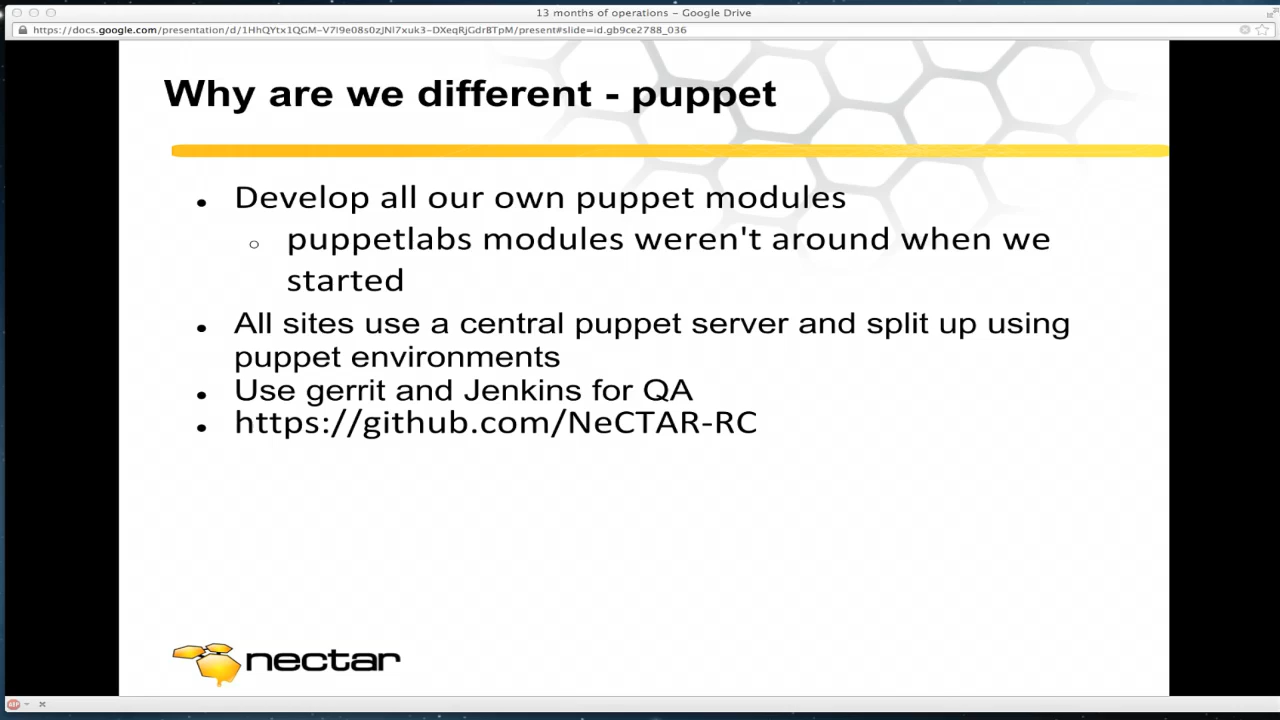 13 months of operations – Google Drive
https://docs.google.com/presentation/d/1HhQYtx1QGM-V7I9e08s0zJNl7xuk3-DXeqRjGdrBTpM/present#slide=id.gb9ce2788_036
Why are we different - puppet
Develop all our own puppet modules
puppetlabs modules weren't around when we
started
All sites use a central puppet server and split up using
puppet environments
Use gerrit and Jenkins for QA
https://github.com/NeCTAR-RC
nectar
ABP